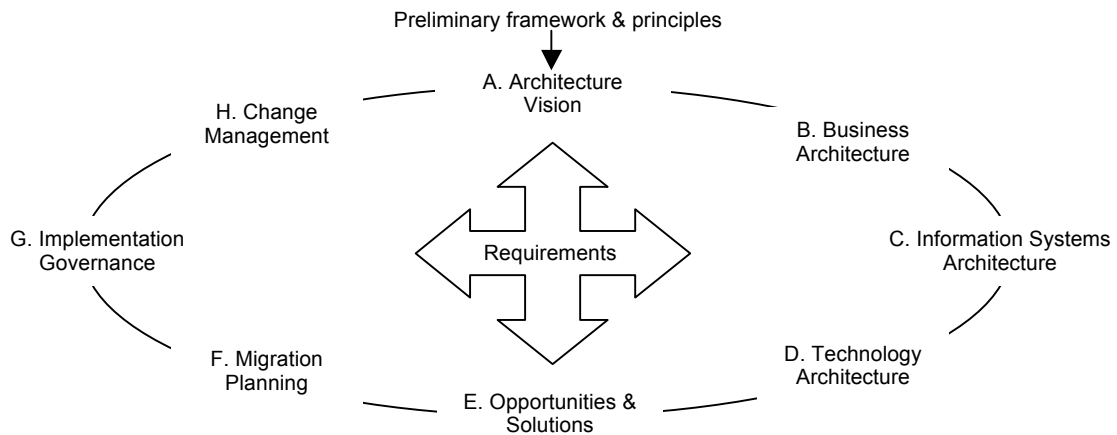 Preliminary framework & principles
A. Architecture
Vision
H. Change
Management
B. Business
Architecture
G. Implementation
Governance
Requirements
C. Information Systems
Architecture
F. Migration
Planning
D. Technology
Architecture
E. Opportunities &
Solutions